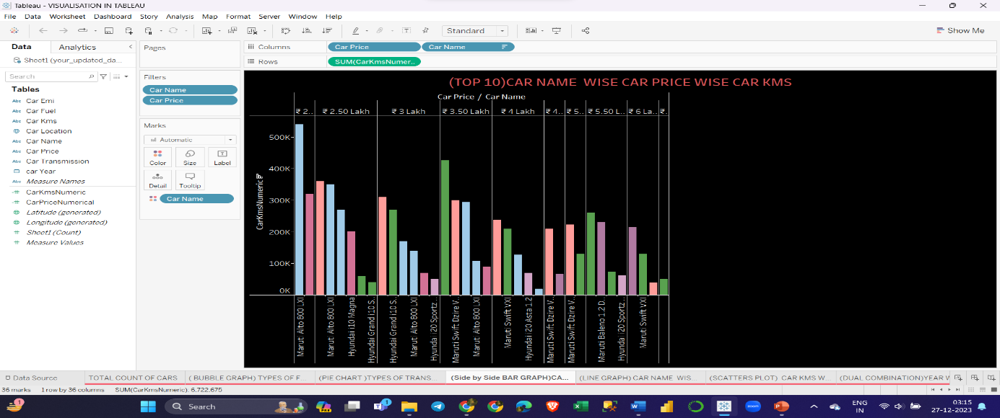 Tableau - VISUALISATION IN TABLEAU
File Data Worksheet Dashboard Story Analysis Map Format Server Window Help
Standard
Show Me
Data Analytics
Sheet1 (your_updated_da...
Search
Tables
Abc Car Emi
Abc Car Fuel
Abc Car Kms
Car Location
Abc Car Name
Abc Car Price
Abc Car Transmission
car Year
Abc Measure Names
CarKmsNumeric
CarPriceNumerical
Latitude (generated)
Longitude (generated)
Sheet1 (Count)
Measure Values
Pages
Filters
Car Name
Car Price
Marks
Automatic
Color Size Label
Detail Tooltip
Car Name
Columns Car Price Car Name
Rows SUM(CarKmsNumer..
(TOP 10)CAR NAME WISE CAR PRICE WISE CAR KMS
Car Price / Car Name
₹ 2.. ₹ 2.50 Lakh ₹ 3 Lakh ₹ 3.50 Lakh ₹ 4 Lakh ₹ 4.. ₹ 5.. ₹ 5.50 L.. ₹ 6 La.. ₹..
CarKmsNumeric
500K
400K
300K
200K
100K
0K
Maruti Alto 800 LXI
Maruti Alto 800 LXI
Hyundai i10 Magna
Hyundai Grand i10 S..
Hyundai Grand i10 S..
Maruti Alto 800 LXI
Hyundai i20 Sportz ..
Maruti Swift Dzire V..
Maruti Alto 800 LXI
Maruti Swift VXI
Hyundai i20 Asta 1.2
Maruti Swift Dzire V..
Maruti Swift Dzire V..
Maruti Baleno 1.2 D..
Hyundai i20 Sportz ..
Maruti Swift VXI
Data Source TOTAL COUNT OF CARS ( BUBBLE GRAPH) TYPES OF F... (PIE CHART )TYPES OF TRANS... (Side by Side BAR GRAPH)CA... (LINE GRAPH) CAR NAME WIS... (SCATTERS PLOT) CAR KMS W... (DUAL COMBINATION)YEAR W
36 marks 1 row by 36 columns SUM(CarKmsNumeric): 6,722,675
1
Search
1
zoom
ENG
IN
03:15
27-12-2023